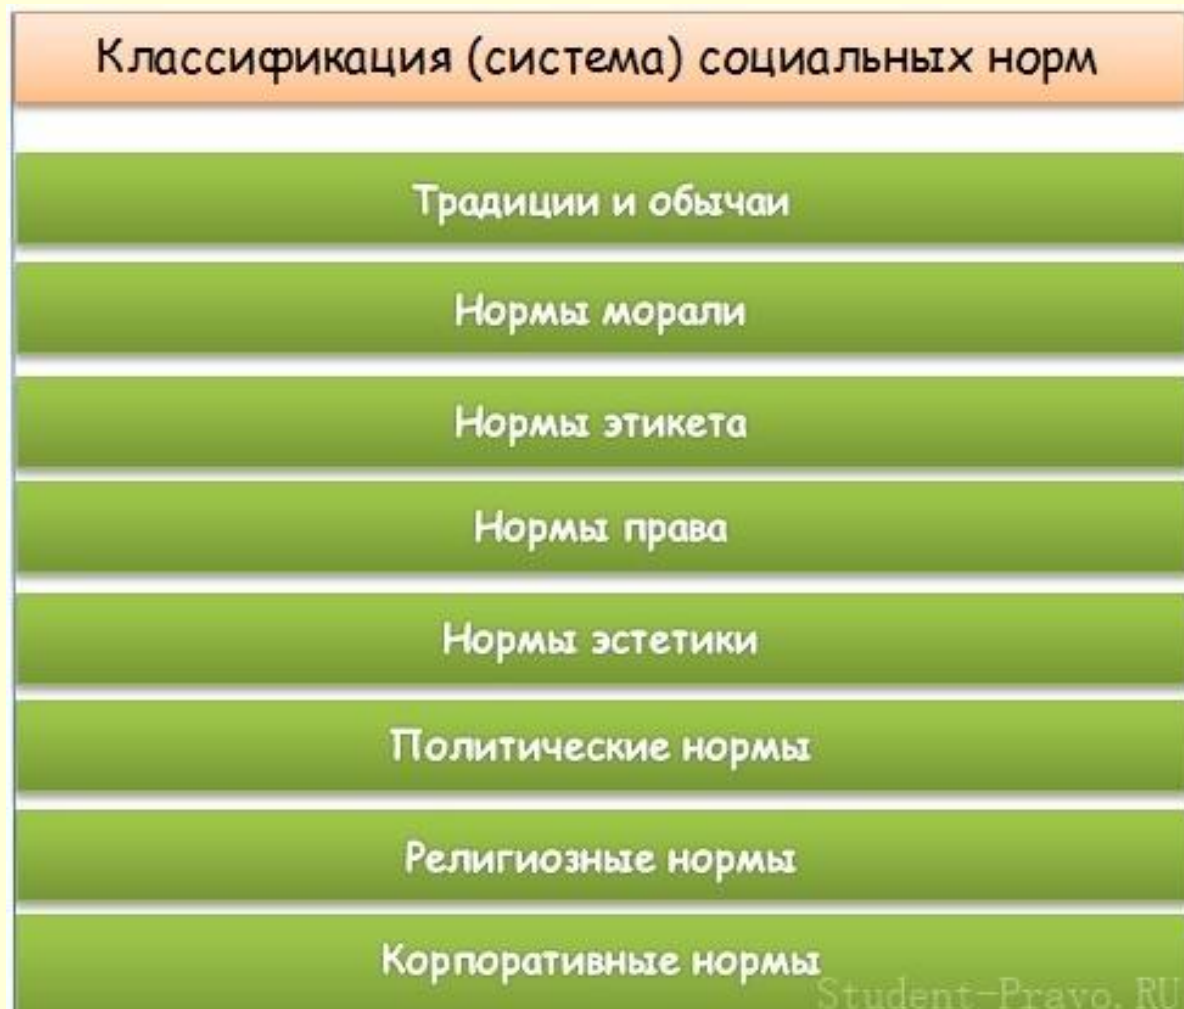 Классификация (система) социальных норм
Традиции и обычаи
Нормы морали
Нормы этикета
Нормы права
Нормы эстетики
Политические нормы
Религиозные нормы
Корпоративные нормы
Student-Pravo.RU